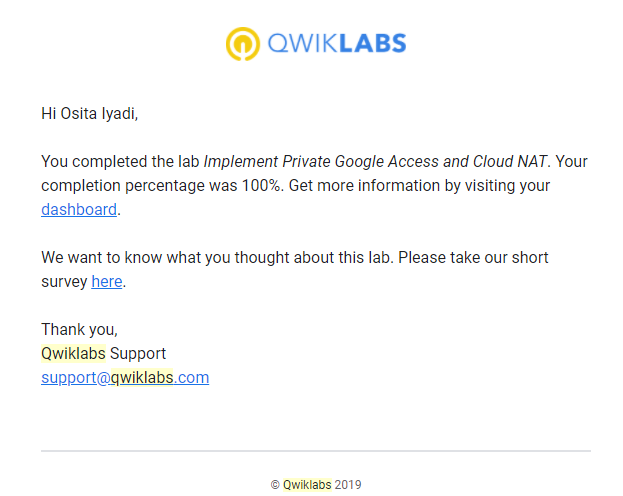 QWIKLABS
Hi Osita Iyadi,
You completed the lab Implement Private Google Access and Cloud NAT. Your
completion percentage was 100%. Get more information by visiting your
dashboard.
We want to know what you thought about this lab. Please take our short
survey here.
Thank you,
Qwiklabs Support
support@qwiklabs.com
© Qwiklabs 2019